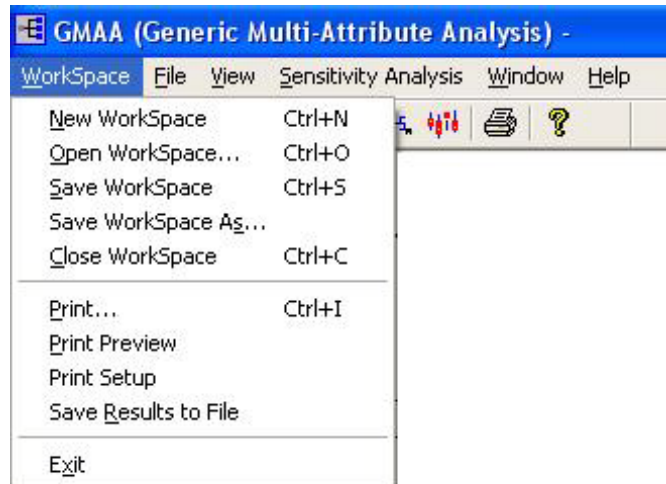 GMAA (Generic Multi-Attribute Analysis) -
WorkSpace File View Sensitivity Analysis Window Help
New WorkSpace Ctrl+N
Open WorkSpace... Ctrl+O
Save WorkSpace Ctrl+S
Save WorkSpace As...
Close WorkSpace Ctrl+C
Print... Ctrl+I
Print Preview
Print Setup
Save Results to File
Exit